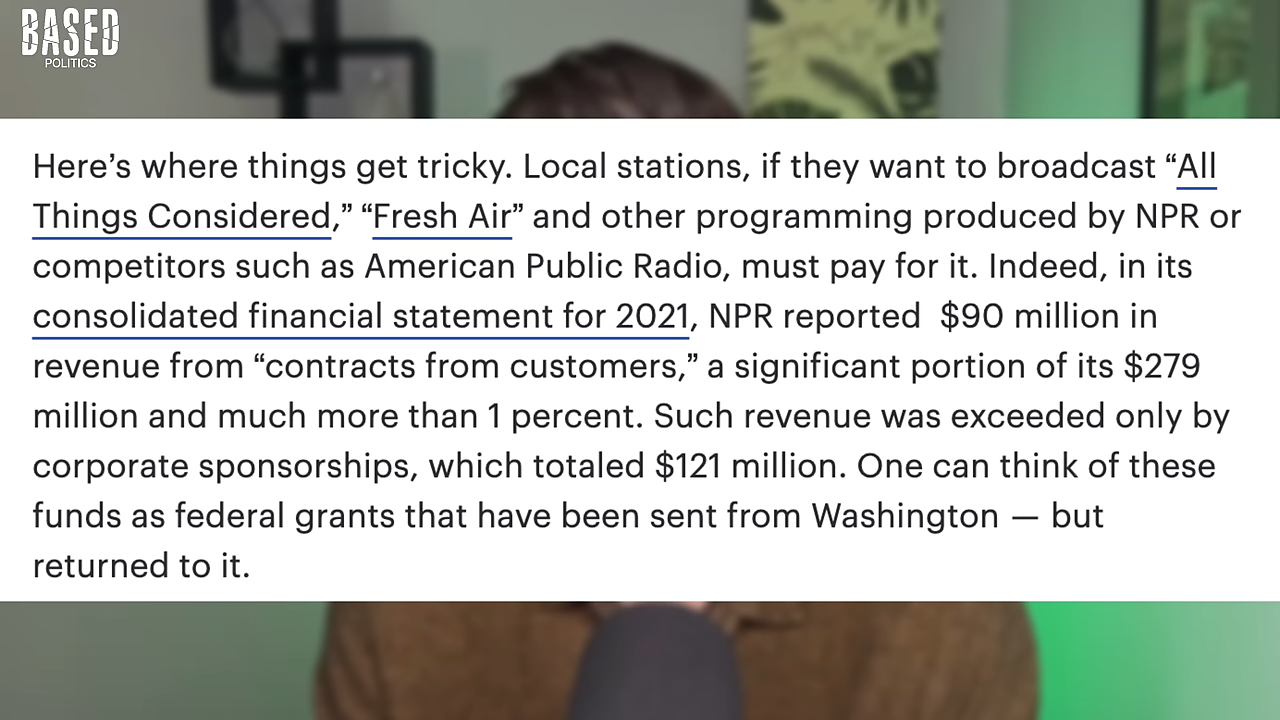 BASED
POLITICS
Here’s where things get tricky. Local stations, if they want to broadcast “All
Things Considered,” “Fresh Air” and other programming produced by NPR or
competitors such as American Public Radio, must pay for it. Indeed, in its
consolidated financial statement for 2021, NPR reported  $90 million in
revenue from “contracts from customers,” a significant portion of its $279
million and much more than 1 percent. Such revenue was exceeded only by
corporate sponsorships, which totaled $121 million. One can think of these
funds as federal grants that have been sent from Washington — but
returned to it.